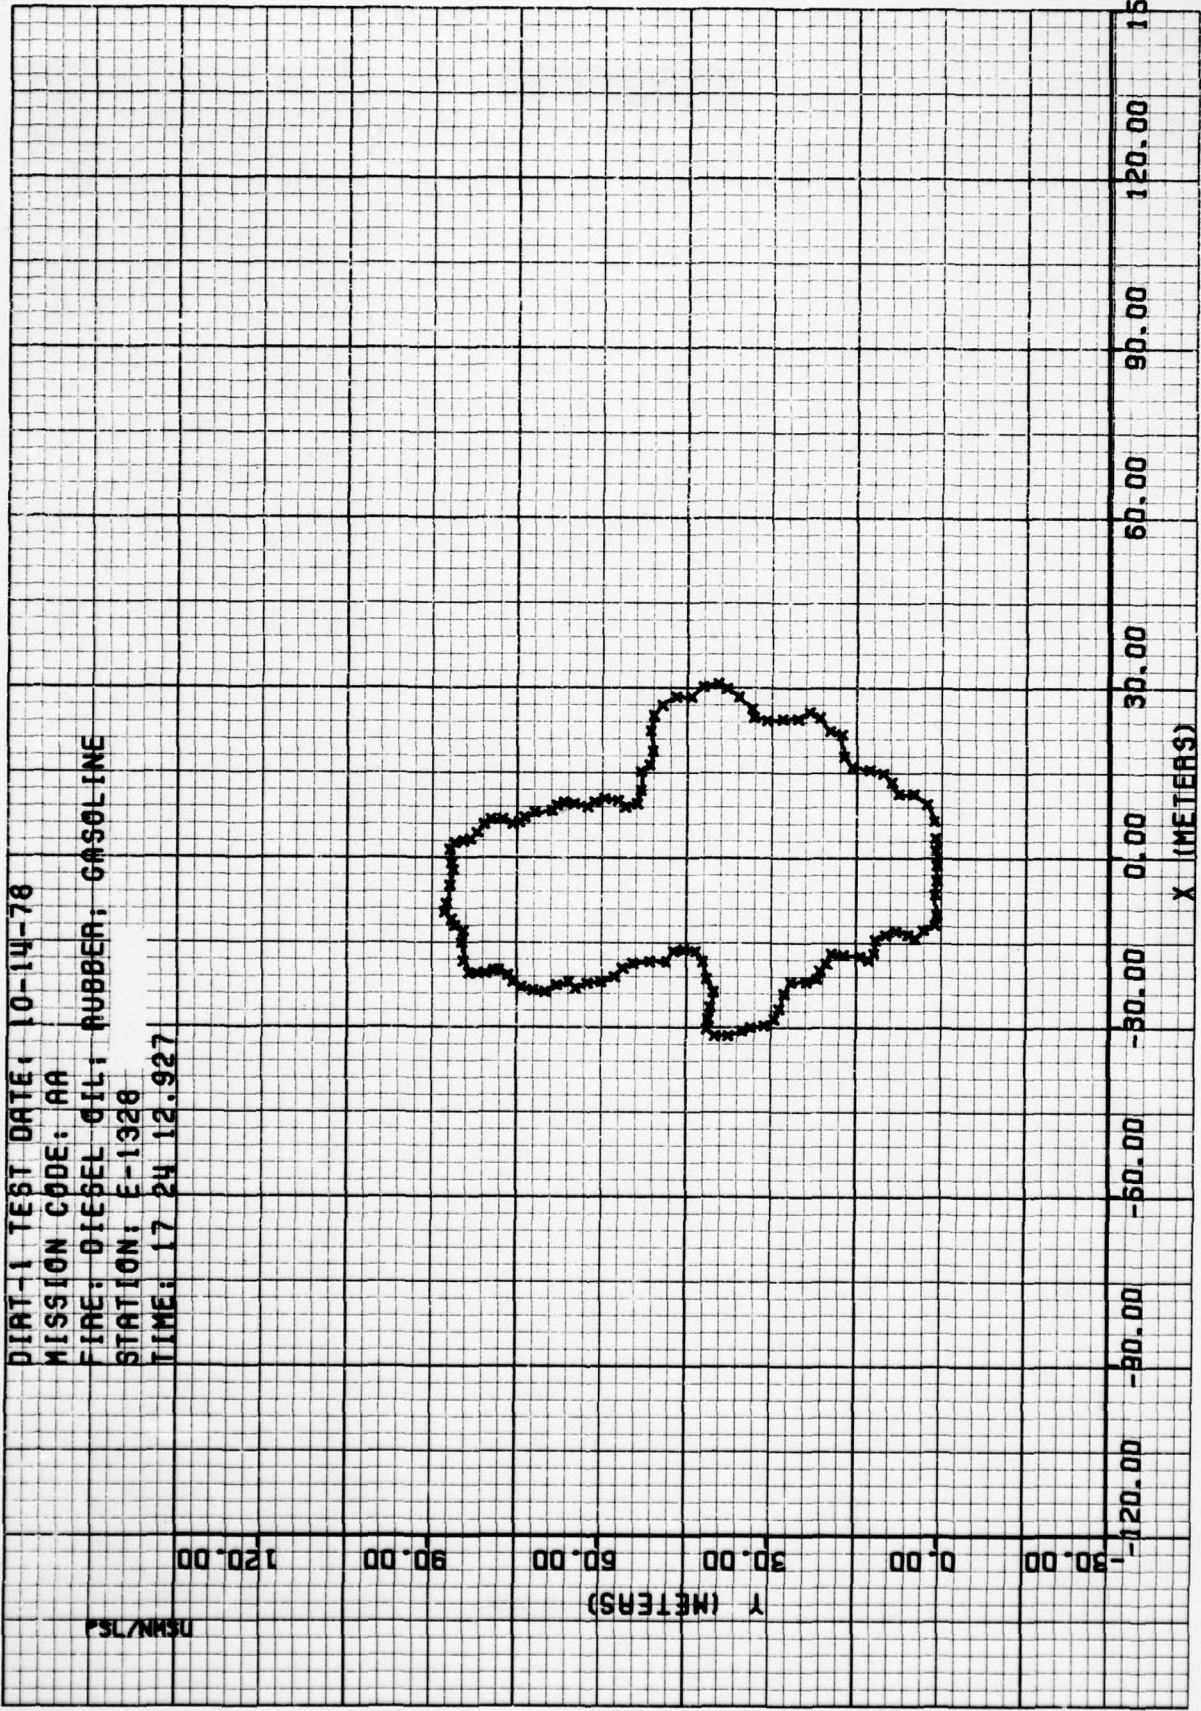 DIRT-1 TEST DATE: 10-14-78
MISSION CODE: AA
FIRE: DIESEL OIL; RUBBER; GASOLINE
STATION: E-1328
TIME: 17 24 12.927
PSL/NMSU
Y (METERS)
120.00
90.00
60.00
30.00
0.00
-30.00
-120.00
-90.00
-60.00
-30.00
0.00
30.00
60.00
90.00
120.00
15
X (METERS)